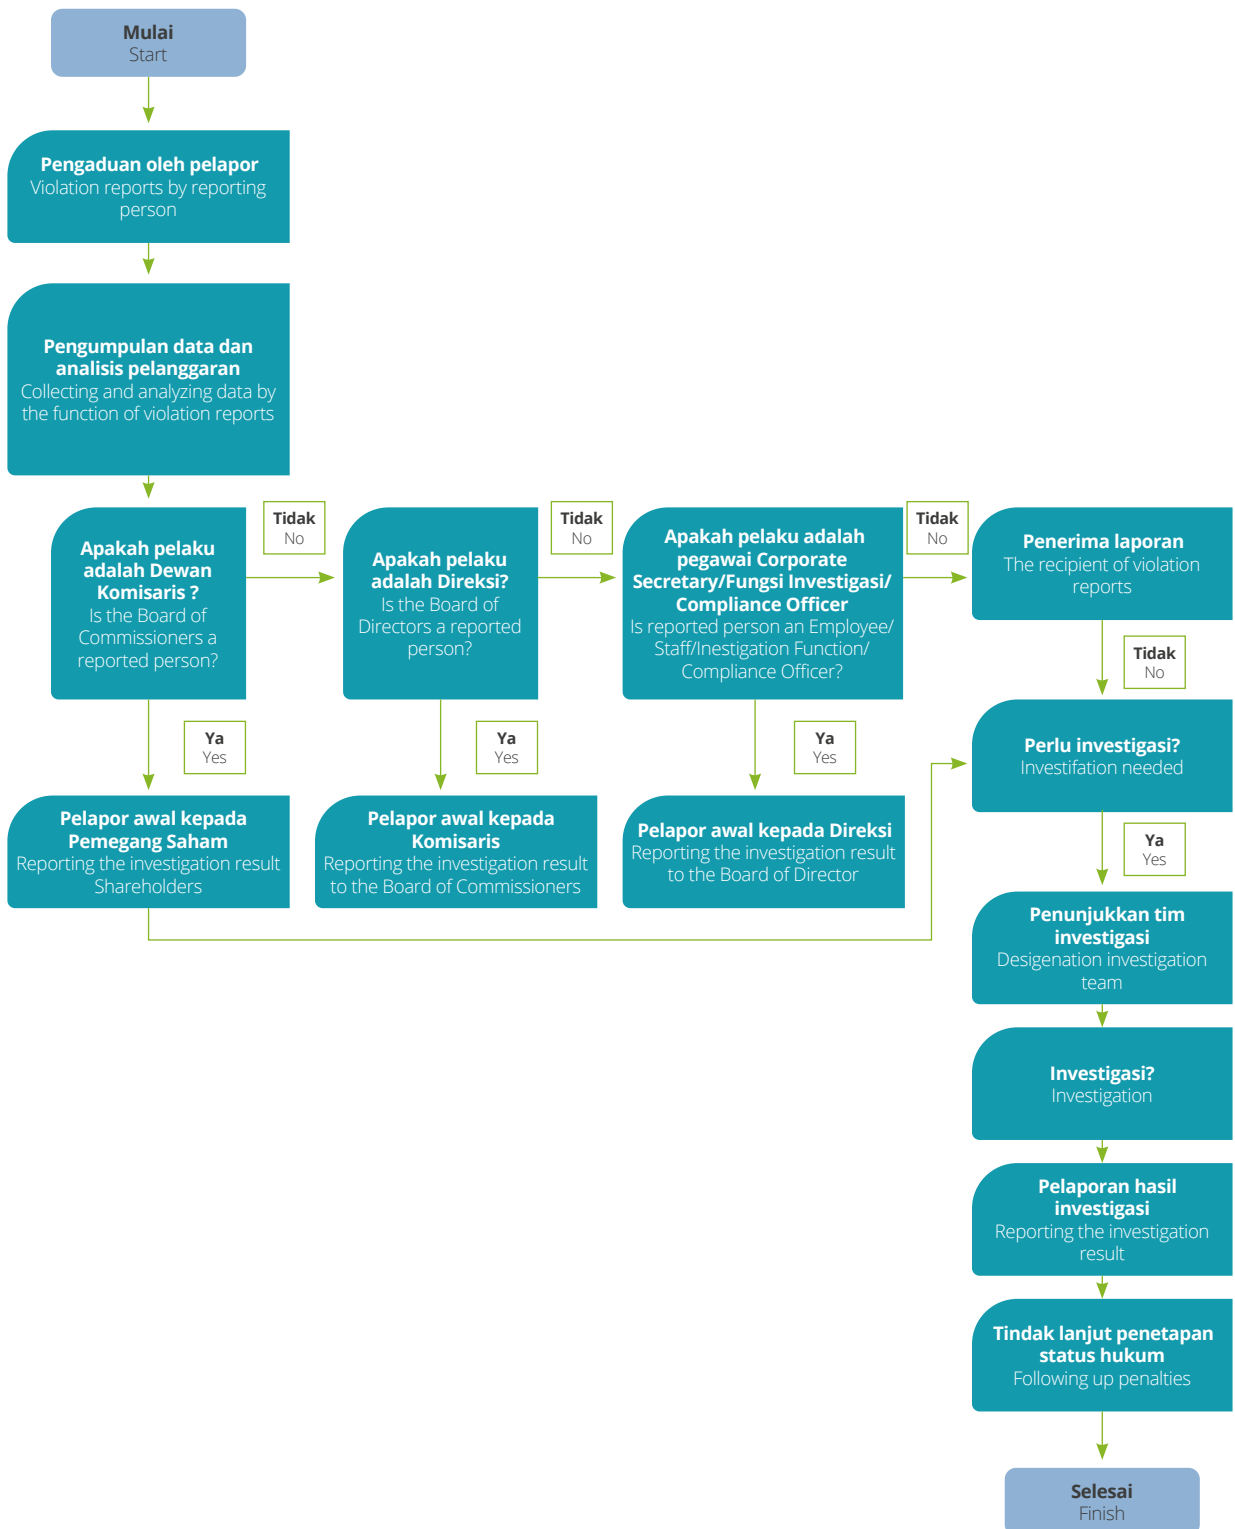 Mulai
Start
Pengaduan oleh pelapor
Violation reports by reporting
person
Pengumpulan data dan
analisis pelanggaran
Collecting and analyzing data by
the function of violation reports
Apakah pelaku
adalah Dewan
Komisaris ?
Is the Board of
Commissioners a
reported person?
Tidak
No
Apakah pelaku
adalah Direksi?
Is the Board of
Directors a reported
person?
Tidak
No
Apakah pelaku adalah
pegawai Corporate
Secretary/Fungsi Investigasi/
Compliance Officer
Is reported person an Employee/
Staff/Inestigation Function/
Compliance Officer?
Tidak
No
Penerima laporan
The recipient of violation
reports
Tidak
No
Ya
Yes
Ya
Yes
Ya
Yes
Perlu investigasi?
Investifation needed
Pelapor awal kepada
Pemegang Saham
Reporting the investigation result
Shareholders
Pelapor awal kepada
Komisaris
Reporting the investigation result
to the Board of Commissioners
Pelapor awal kepada Direksi
Reporting the investigation result
to the Board of Director
Ya
Yes
Penunjukkan tim
investigasi
Desigenation investigation
team
Investigasi?
Investigation
Pelaporan hasil
investigasi
Reporting the investigation
result
Tindak lanjut penetapan
status hukum
Following up penalties
Selesai
Finish